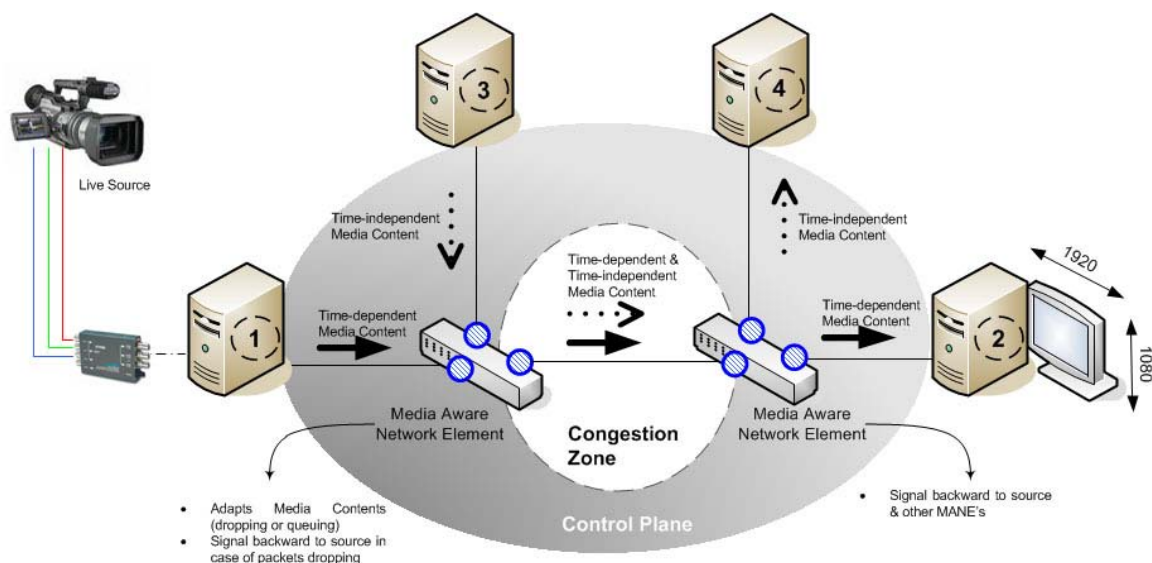 3
4
Live Source
Time-independent
Media Content
Time-independent
Media Content
Time-dependent &
Time-independent
Media Content
1920
1
Time-dependent
Media Content
Time-dependent
Media Content
2
1080
Media Aware
Network Element
Media Aware
Network Element
Congestion
Zone
Control Plane
• Adapts Media Contents
(dropping or queuing)
• Signal backward to source in
case of packets dropping
• Signal backward to source
& other MANE's